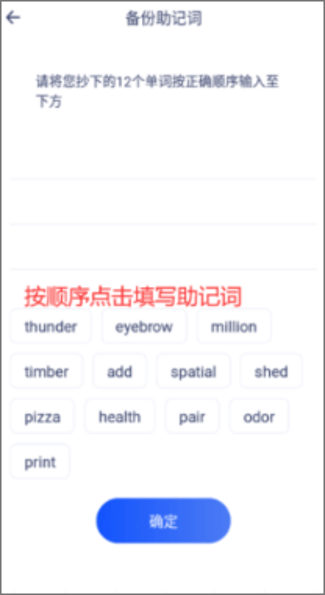 备份助记词
请将您抄下的12个单词按正确顺序输入至
下方
按顺序点击填写助记词
thunder eyebrow million
timber add spatial shed
pizza health pair odor
print
确定